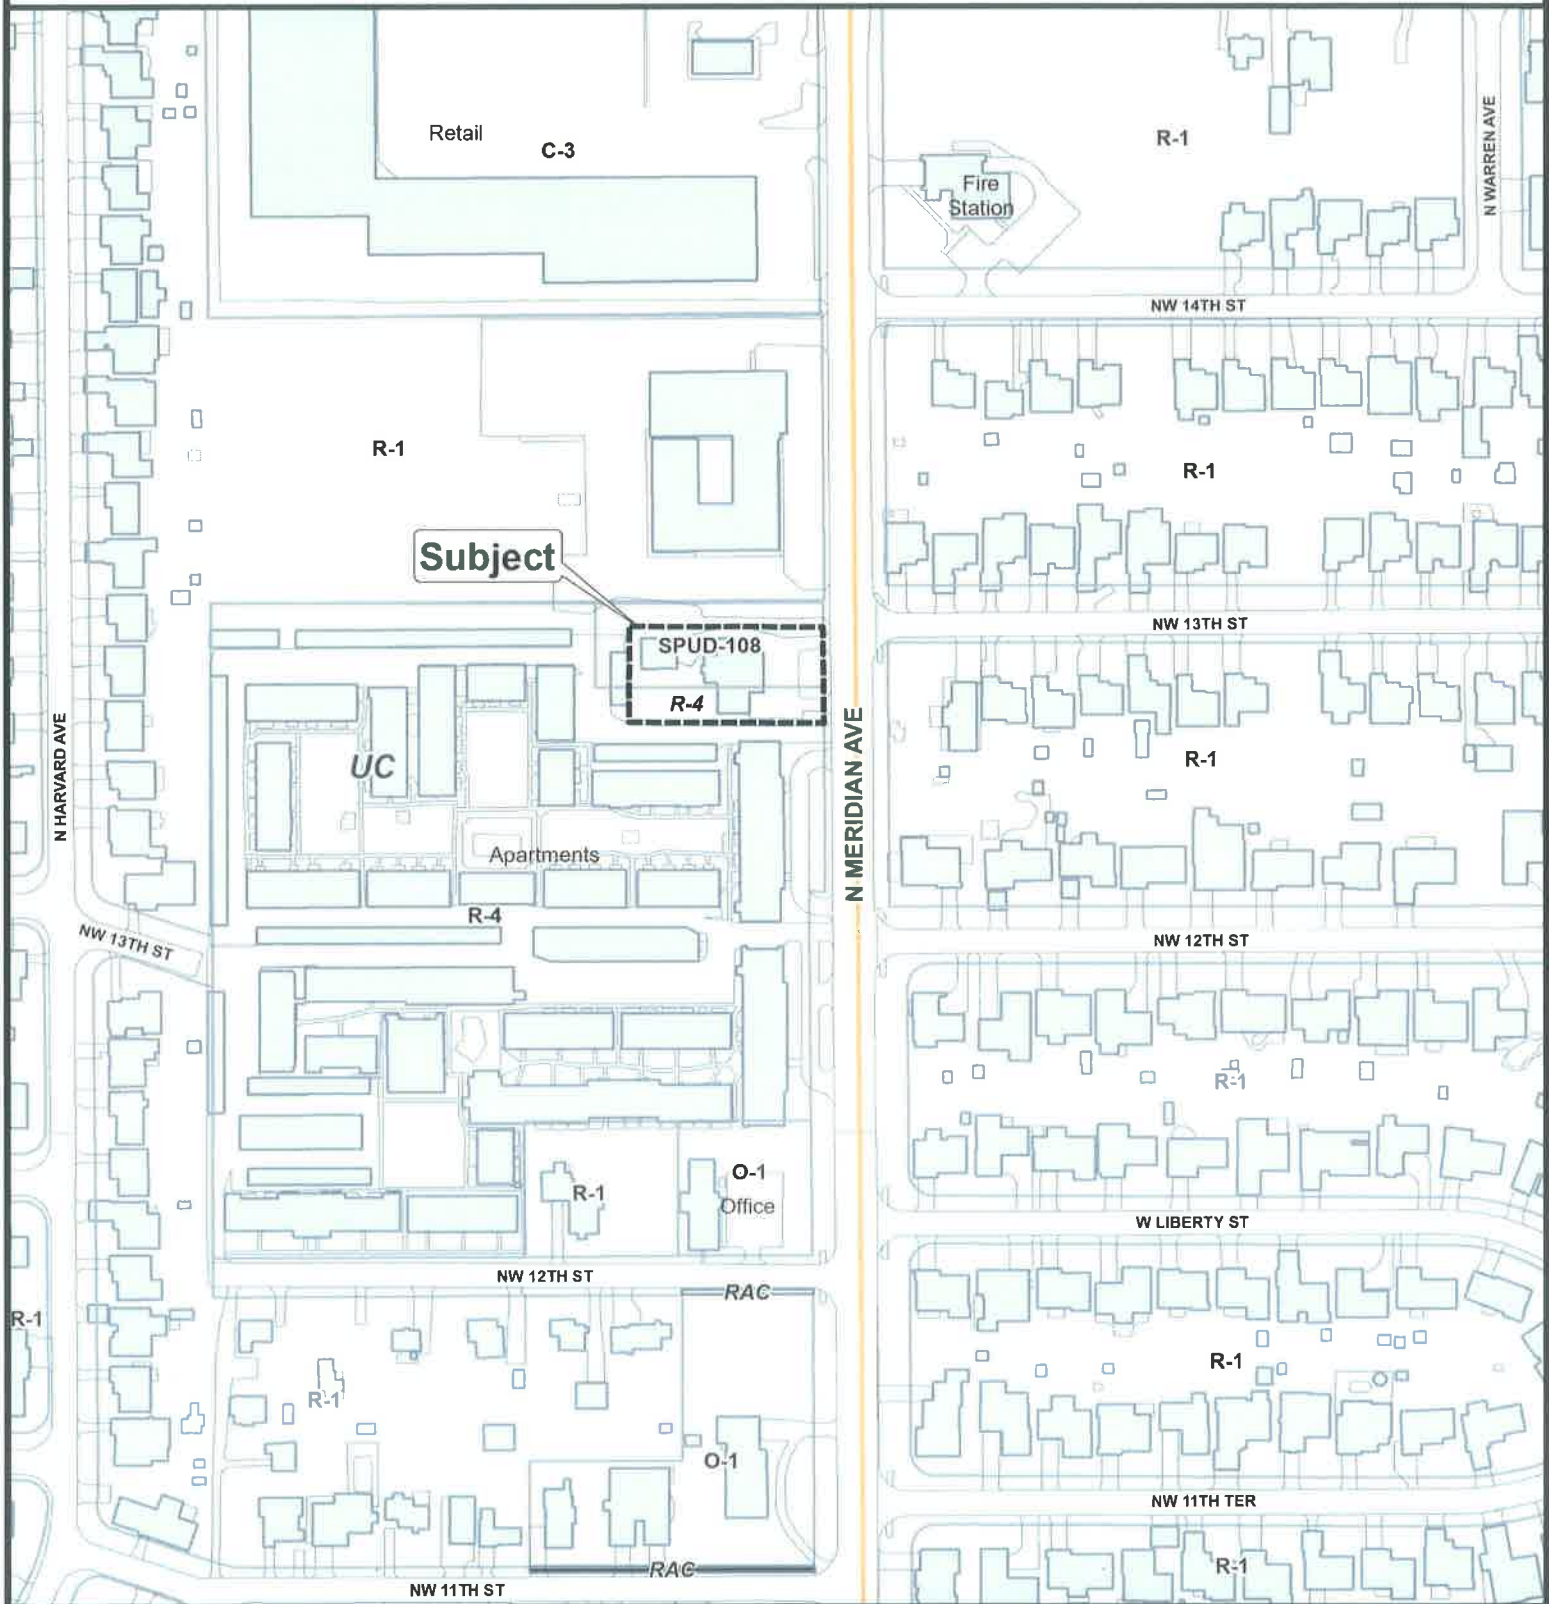 Retail
C-3
R-1
N WARREN AVE
Fire
Station
NW 14TH ST
R-1
R-1
Subject
NW 13TH ST
SPUD-108
R-4
N HARVARD AVE
UC
N MERIDIAN AVE
R-1
Apartments
R-4
NW 13TH ST
NW 12TH ST
R-1
O-1
R-1
Office
W LIBERTY ST
NW 12TH ST
RAC
R-1
R-1
R-1
O-1
NW 11TH TER
RAC
R-1
NW 11TH ST